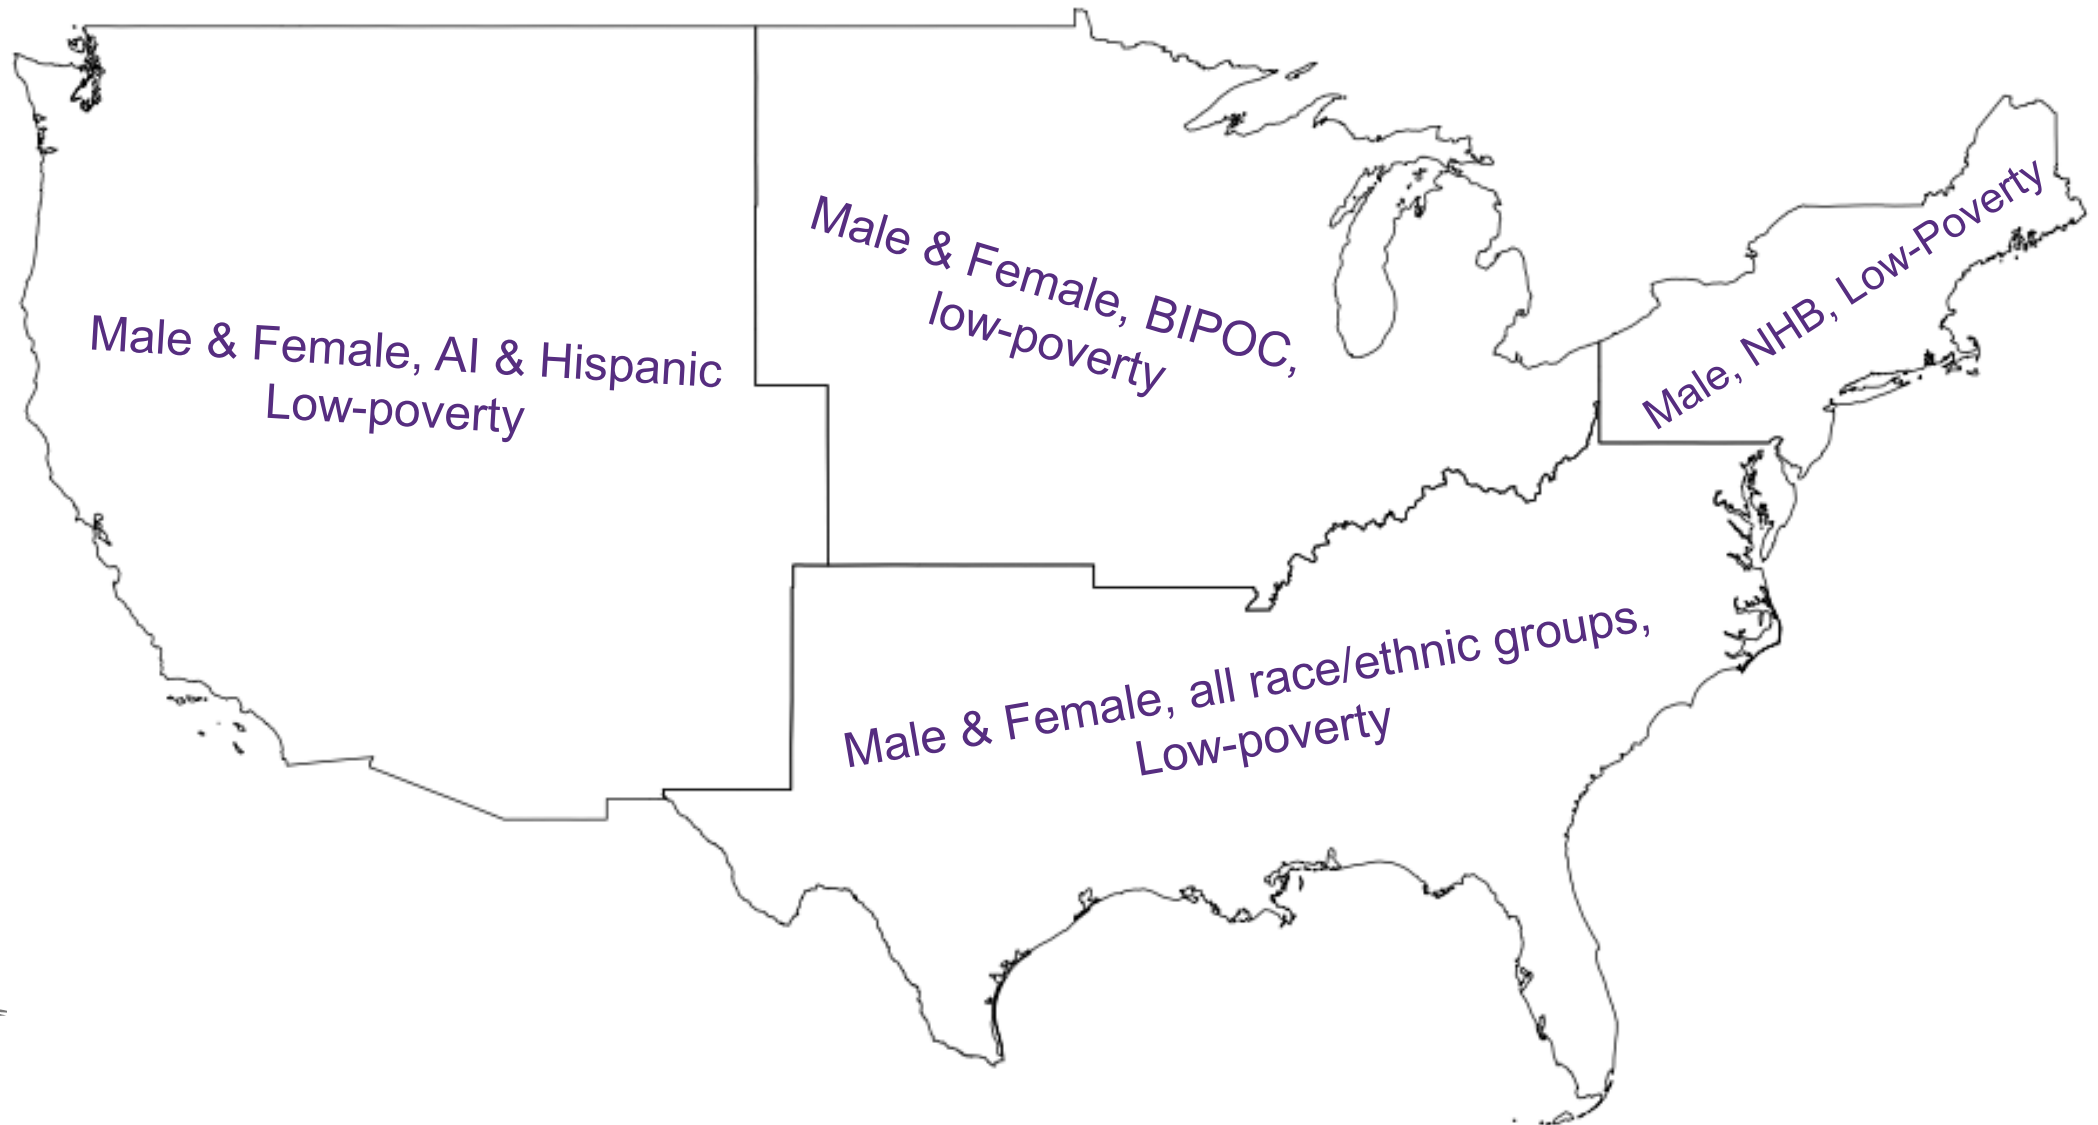 Male & Female, AI & Hispanic
Low-poverty
Male & Female, BIPOC,
low-poverty
Male, NHB, Low-Poverty
Male & Female, all race/ethnic groups,
Low-poverty